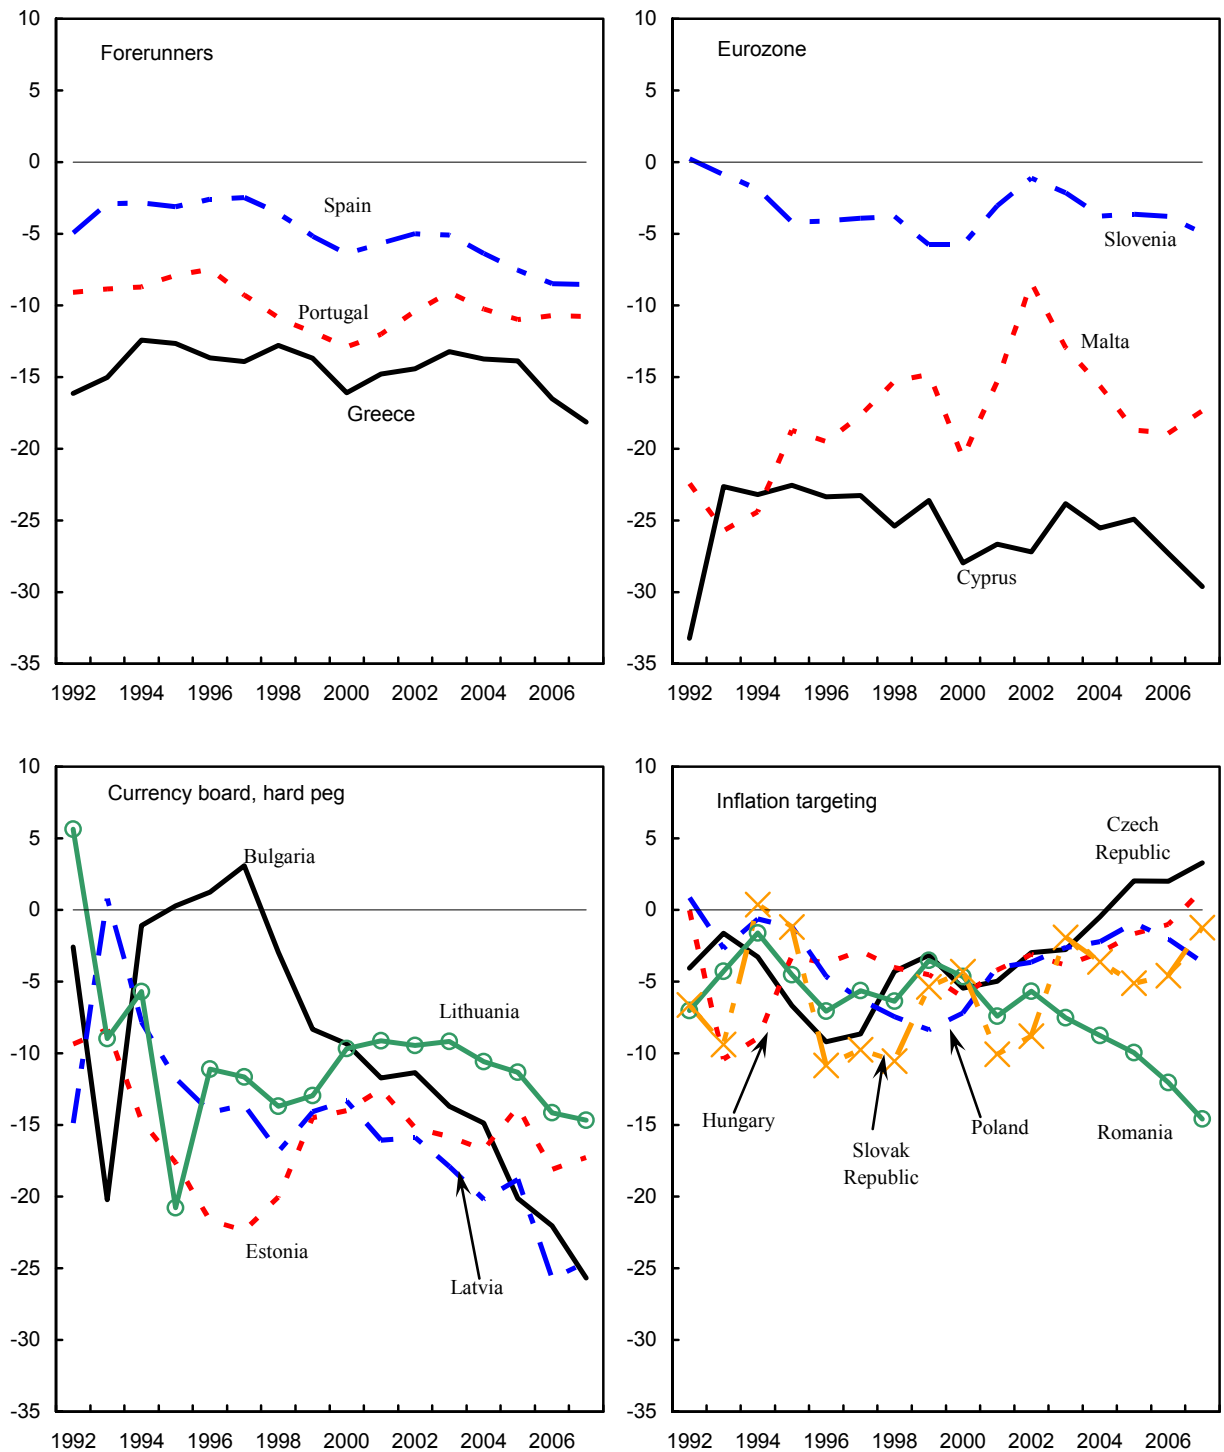 10
5
0
-5
-10
-15
-20
-25
-30
-35
Forerunners
Spain
Portugal
Greece
1992 1994 1996 1998 2000 2002 2004 2006
10
5
0
-5
-10
-15
-20
-25
-30
-35
Eurozone
Slovenia
Malta
Cyprus
1992 1994 1996 1998 2000 2002 2004 2006
10
5
0
-5
-10
-15
-20
-25
-30
-35
Currency board, hard peg
Bulgaria
Lithuania
Estonia
Latvia
1992 1994 1996 1998 2000 2002 2004 2006
10
5
0
-5
-10
-15
-20
-25
-30
-35
Inflation targeting
Czech
Republic
Hungary
Slovak
Republic
Poland
Romania
1992 1994 1996 1998 2000 2002 2004 2006